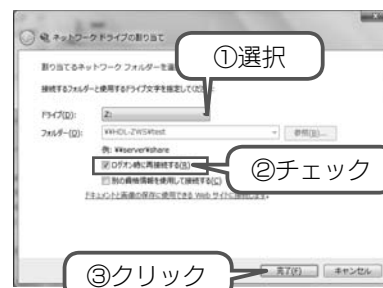 ネットワーク ドライブの割り当て
①選択
割り当てるネットワーク フォルダーを選
接続するフォルダーと使用するドライブ文字を指定してくださ
ドライブ(D): Z:
フォルダー(O): ¥¥HDL-ZWS¥test 参照(B)...
例: ¥¥server¥share
ログオン時に再接続する(R)
②チェック
別の資格情報を使用して接続する(C)
ドキュメントと画像の保存に使用できる Web サイトに接続します。
③クリック
完了(F) キャンセル